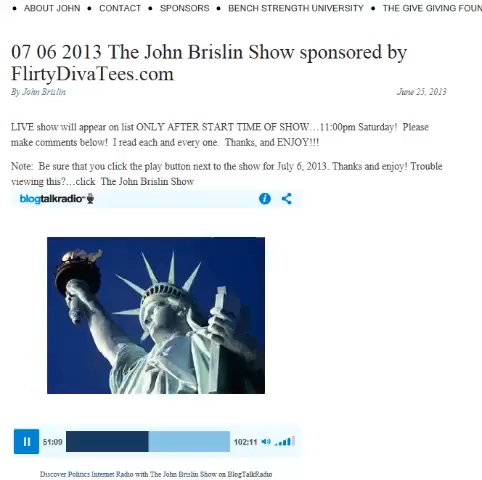 • ABOUT JOHN • CONTACT • SPONSORS • BENCH STRENGTH UNIVERSITY • THE GIVE GIVING FOUN
07 06 2013 The John Brislin Show sponsored by
FlirtyDivaTees.com
By John Brislin June 25, 2013
LIVE show will appear on list ONLY AFTER START TIME OF SHOW…11:00pm Saturday! Please
make comments below! I read each and every one. Thanks, and ENJOY!!!
Note: Be sure that you click the play button next to the show for July 6, 2013. Thanks and enjoy! Trouble
viewing this?…click The John Brislin Show
blogtalkradio
51:09 102:11
Discover Politics Internet Radio with The John Brislin Show on BlogTalkRadio